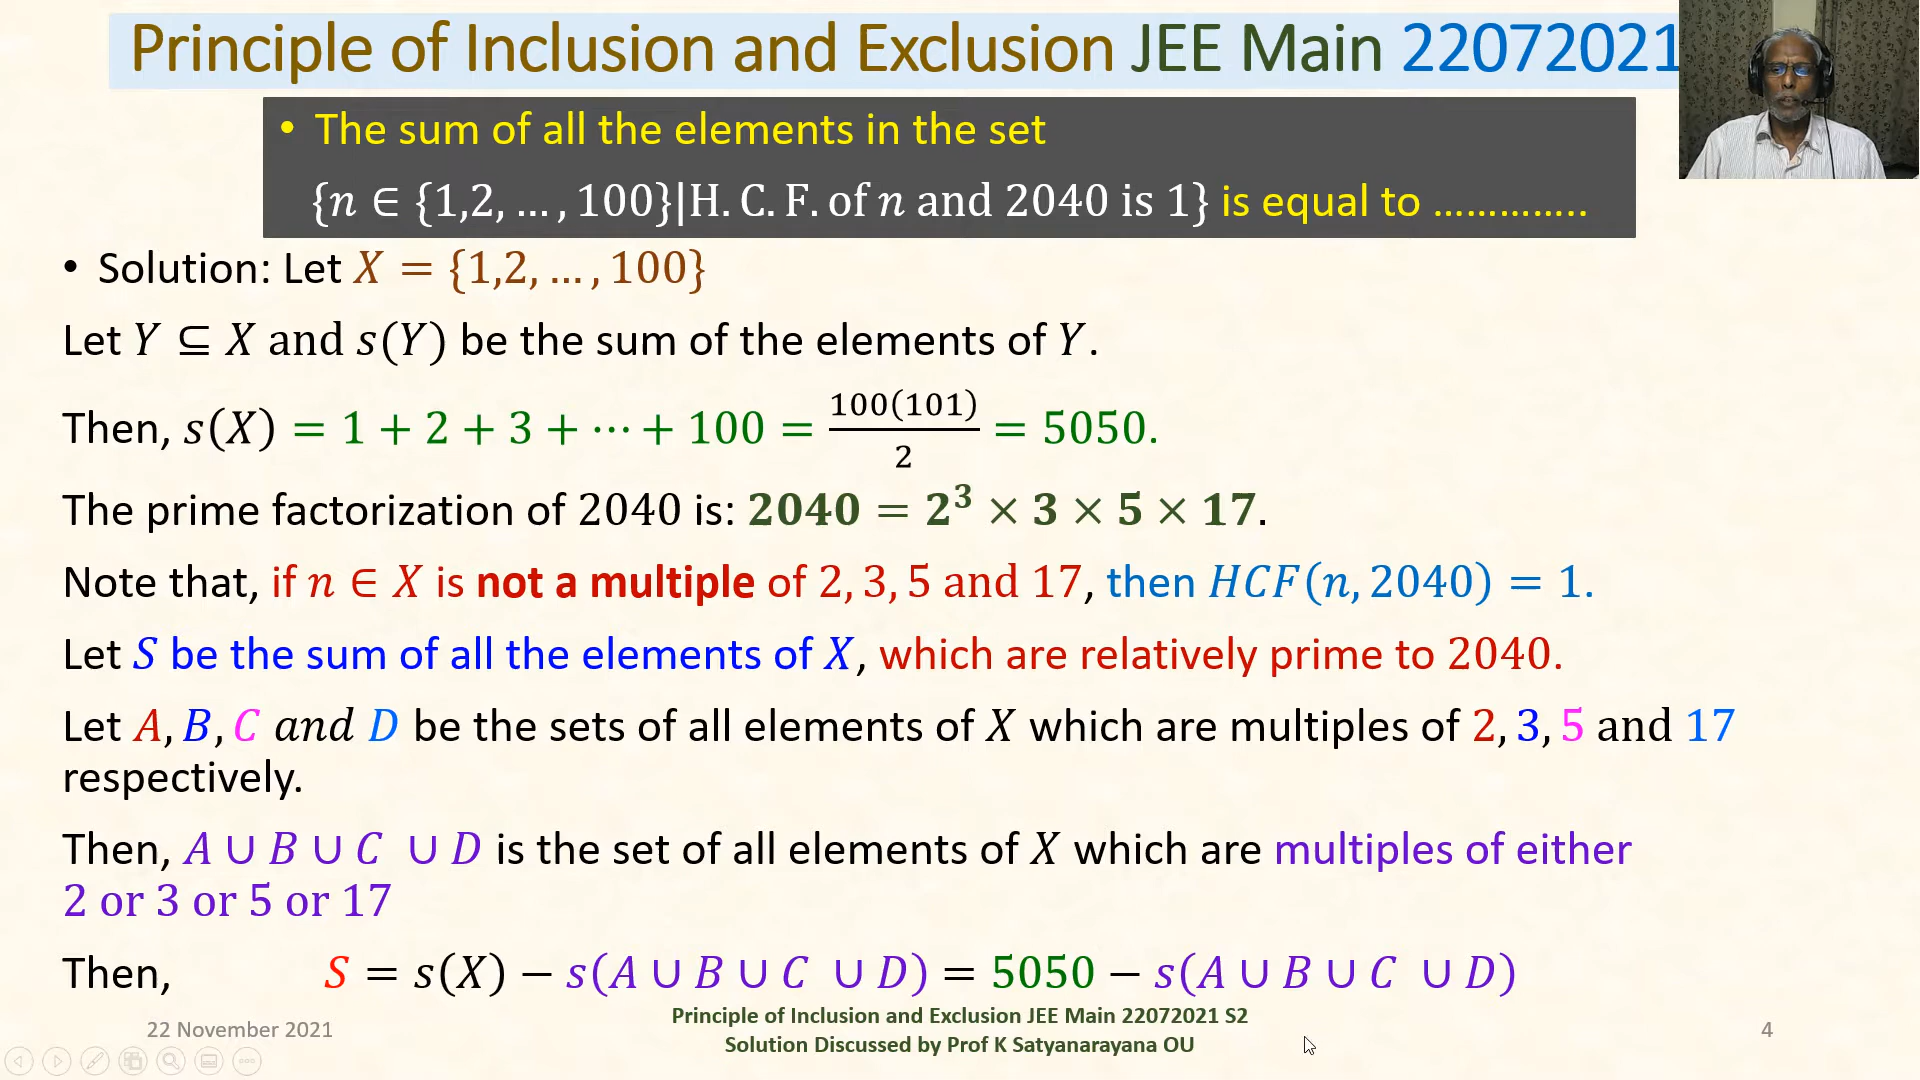 Principle of Inclusion and Exclusion JEE Main 22072021
• The sum of all the elements in the set
{n ∈ {1,2, … , 100}|H. C. F. of n and 2040 is 1} is equal to …………..
• Solution: Let X = {1,2, … , 100}
Let Y ⊆ X and s(Y) be the sum of the elements of Y.
Then, s(X) = 1 + 2 + 3 + ⋯ + 100 = 100(101)/2 = 5050.
The prime factorization of 2040 is: 2040 = 2³ × 3 × 5 × 17.
Note that, if n ∈ X is not a multiple of 2, 3, 5 and 17, then HCF(n, 2040) = 1.
Let S be the sum of all the elements of X, which are relatively prime to 2040.
Let A, B, C and D be the sets of all elements of X which are multiples of 2, 3, 5 and 17
respectively.
Then, A ∪ B ∪ C ∪ D is the set of all elements of X which are multiples of either
2 or 3 or 5 or 17
Then, S = s(X) − s(A ∪ B ∪ C ∪ D) = 5050 − s(A ∪ B ∪ C ∪ D)
22 November 2021
Principle of Inclusion and Exclusion JEE Main 22072021 S2
Solution Discussed by Prof K Satyanarayana OU
4